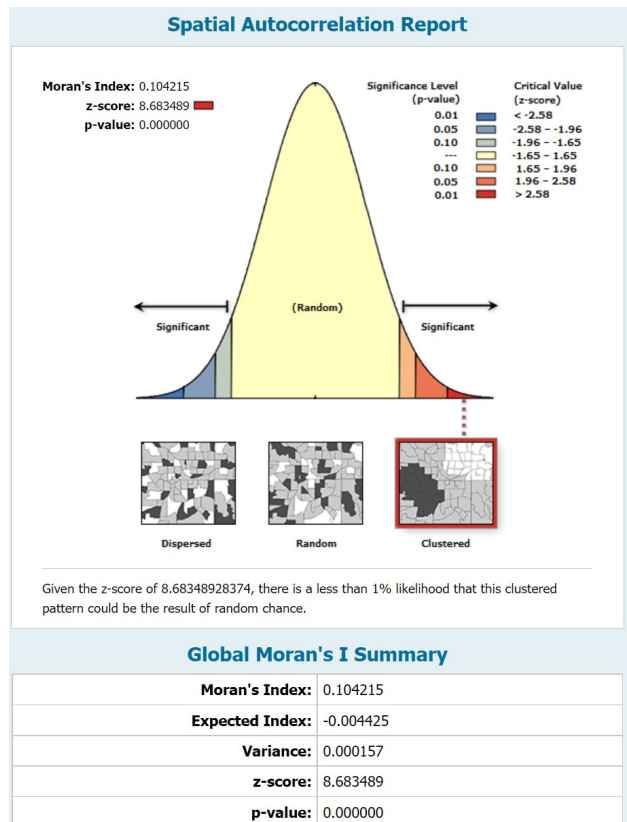 Spatial Autocorrelation Report
Moran's Index: 0.104215
z-score: 8.683489
p-value: 0.000000
Significance Level
(p-value)
Critical Value
(z-score)
0.01 < -2.58
0.05 -2.58 - -1.96
0.10 -1.96 - -1.65
--- -1.65 - 1.65
0.10 1.65 - 1.96
0.05 1.96 - 2.58
0.01 > 2.58
(Random)
Significant
Significant
Dispersed
Random
Clustered
Given the z-score of 8.68348928374, there is a less than 1% likelihood that this clustered
pattern could be the result of random chance.
Global Moran's I Summary
Moran's Index: 0.104215
Expected Index: -0.004425
Variance: 0.000157
z-score: 8.683489
p-value: 0.000000